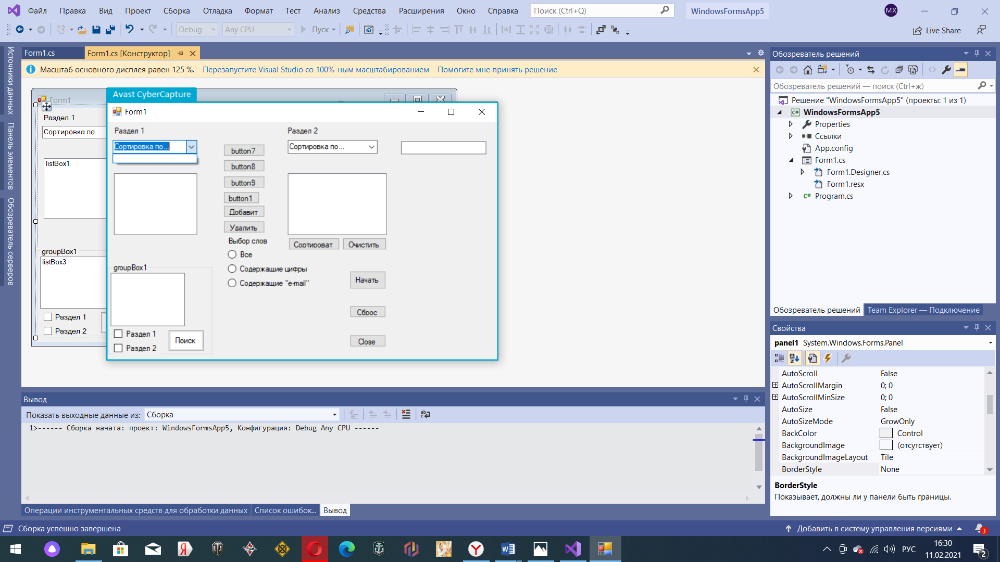 Файл Правка Вид Проект Сборка Отладка Формат Тест Анализ Средства Расширения Окно Справка Поиск (Ctrl+Q) WindowsFormsApp5 MX
Debug Any CPU Пуск Live Share
Источники данных
Панель элементов
Обозреватель серверов
Form1.cs Form1.cs [Конструктор]
Масштаб основного дисплея равен 125 %. Перезапустите Visual Studio со 100%-ным масштабированием Помогите мне принять решение
Form1
Раздел 1
Сортировка по...
listBox1
groupBox1
listBox3
Раздел 1
Раздел 2
Avast CyberCapture
Form1
Раздел 1 Раздел 2
Сортировка по... Сортировка по...
button7
button8
button9
button1
Добавит
Удалить
Выбор слов
Сортироват Очистить
Все
Содержащие цифры
Содержащие "e-mail"
groupBox1
Начать
Сброс
Close
Раздел 1
Раздел 2
Поиск
Вывод
Показать выходные данные из: Сборка
1>------ Сборка начата: проект: WindowsFormsApp5, Конфигурация: Debug Any CPU ------
Операции инструментальных средств для обработки данных Список ошибок... Вывод
Обозреватель решений
Обозреватель решений — поиск (Ctrl+ж)
Решение "WindowsFormsApp5" (проекты: 1 из 1)
C# WindowsFormsApp5
Properties
Ссылки
App.config
Form1.cs
Form1.Designer.cs
Form1.resx
C# Program.cs
Обозреватель решений Team Explorer — Подключение
Свойства
panel1 System.Windows.Forms.Panel
AutoScroll False
AutoScrollMargin 0; 0
AutoScrollMinSize 0; 0
AutoSize False
AutoSizeMode GrowOnly
BackColor Control
BackgroundImage (отсутствует)
BackgroundImageLayout Tile
BorderStyle None
BorderStyle
Показывает, должны ли у панели быть границы.
Сборка успешно завершена Добавить в систему управления версиями 3
РУС 16:30
11.02.2021 2